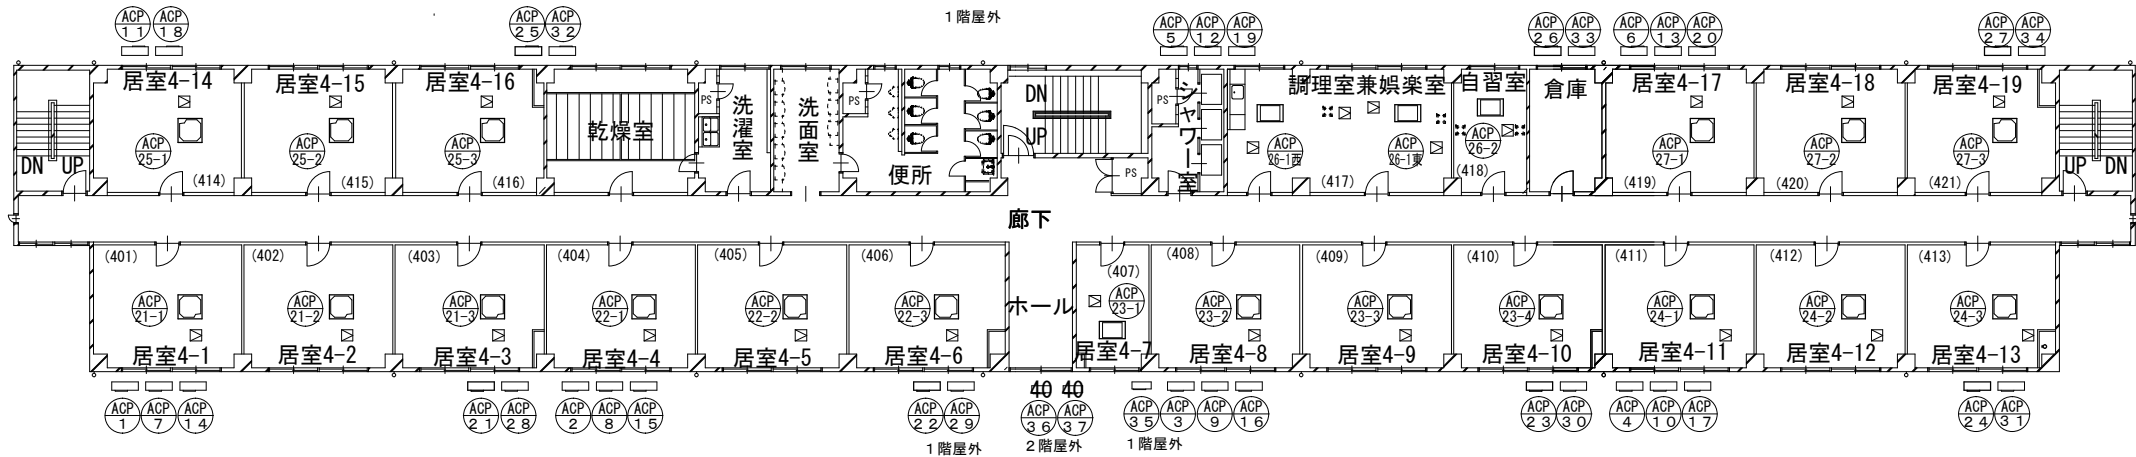 ACP 11 ACP 18 ACP 25 ACP 32 1階屋外 ACP 5 ACP 12 ACP 19 ACP 26 ACP 33 ACP 6 ACP 13 ACP 20 ACP 27 ACP 34
居室4-14 居室4-15 居室4-16 乾燥室 PS 洗濯室 洗面室 PS 便所 DN UP PS シャワー室 PS 調理室兼娯楽室 自習室 倉庫 居室4-17 居室4-18 居室4-19
DN UP ACP 25-1 ACP 25-2 ACP 25-3 ACP 26-1西 ACP 26-1東 ACP 26-2 ACP 27-1 ACP 27-2 ACP 27-3 UP DN
(414) (415) (416) (417) (418) (419) (420) (421)
廊下
(401) (402) (403) (404) (405) (406) (407) (408) (409) (410) (411) (412) (413)
ACP 21-1 ACP 21-2 ACP 21-3 ACP 22-1 ACP 22-2 ACP 22-3 ホール ACP 23-1 ACP 23-2 ACP 23-3 ACP 23-4 ACP 24-1 ACP 24-2 ACP 24-3
居室4-1 居室4-2 居室4-3 居室4-4 居室4-5 居室4-6 居室4-7 居室4-8 居室4-9 居室4-10 居室4-11 居室4-12 居室4-13
40 40
ACP 1 ACP 7 ACP 14 ACP 21 ACP 28 ACP 2 ACP 8 ACP 15 ACP 22 ACP 29 ACP 36 ACP 37 ACP 35 ACP 3 ACP 9 ACP 16 ACP 23 ACP 30 ACP 4 ACP 10 ACP 17 ACP 24 ACP 31
1階屋外 2階屋外 1階屋外